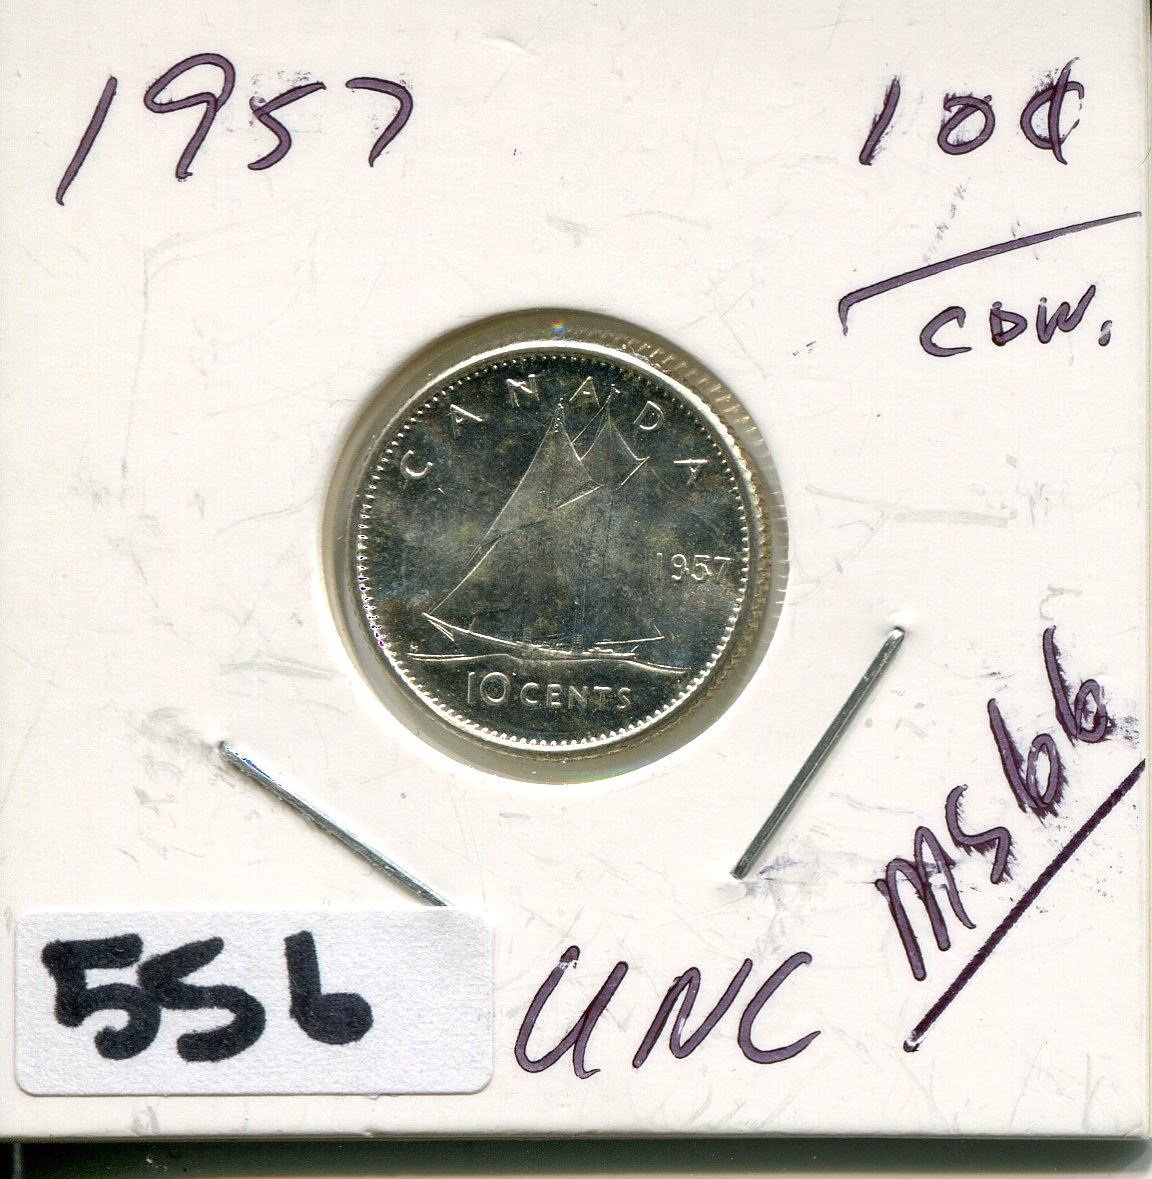 1957 10¢
CDN.
CANADA
1957
10 CENTS
MS66
556 UNC